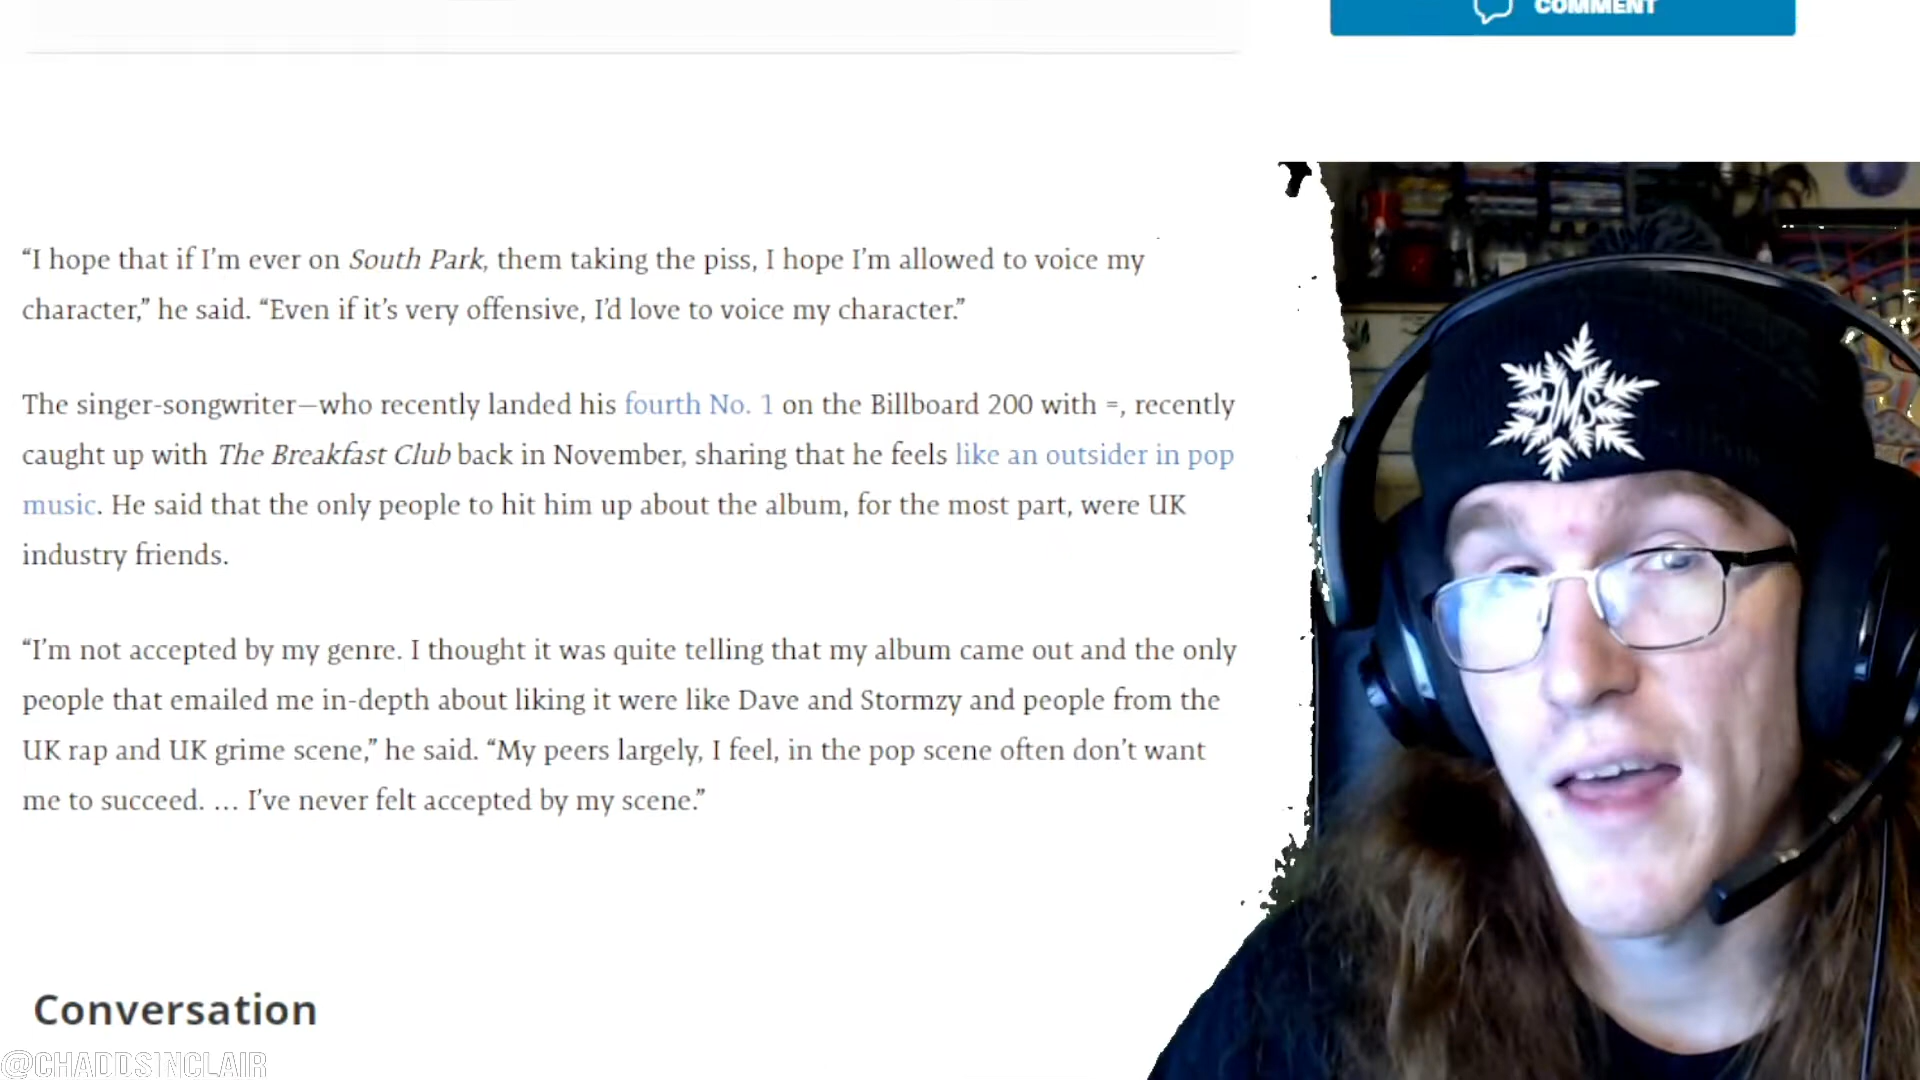 COMMENT
“I hope that if I’m ever on South Park, them taking the piss, I hope I’m allowed to voice my
character,” he said. “Even if it’s very offensive, I’d love to voice my character.”
The singer-songwriter—who recently landed his fourth No. 1 on the Billboard 200 with =, recently
caught up with The Breakfast Club back in November, sharing that he feels like an outsider in pop
music. He said that the only people to hit him up about the album, for the most part, were UK
industry friends.
“I’m not accepted by my genre. I thought it was quite telling that my album came out and the only
people that emailed me in-depth about liking it were like Dave and Stormzy and people from the
UK rap and UK grime scene,” he said. “My peers largely, I feel, in the pop scene often don’t want
me to succeed. … I’ve never felt accepted by my scene.”
HMS
Conversation
@CHADDS1NCLAIR